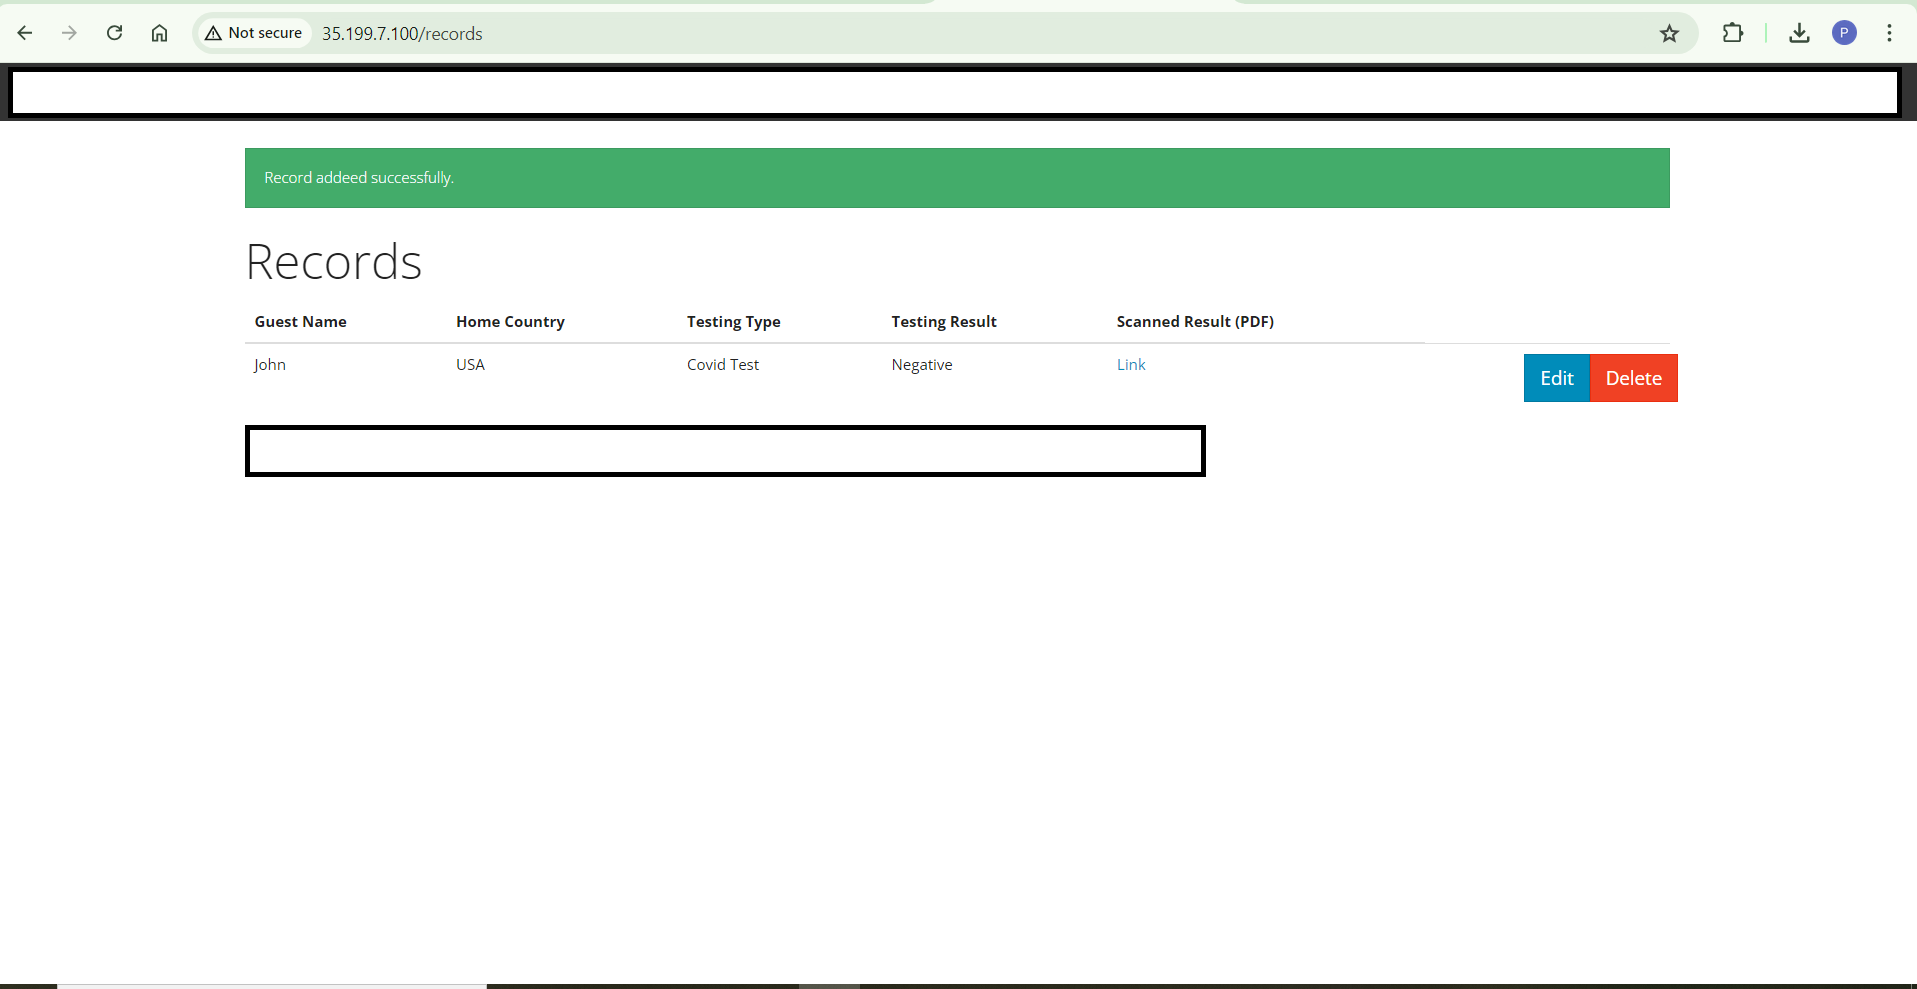 Not secure 35.199.7.100/records P
Record addeed successfully.
Records
Guest Name Home Country Testing Type Testing Result Scanned Result (PDF)
John USA Covid Test Negative Link Edit Delete